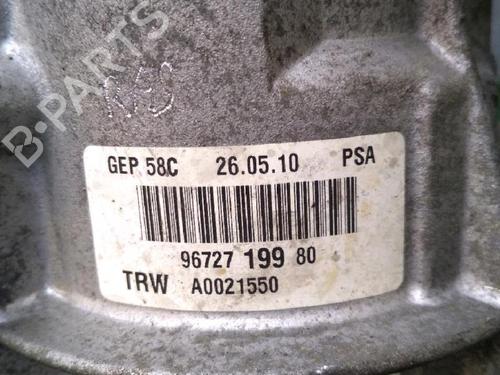 B-PARTS
GEP 58C 26.05.10 PSA
96727 199 80
TRW A0021550